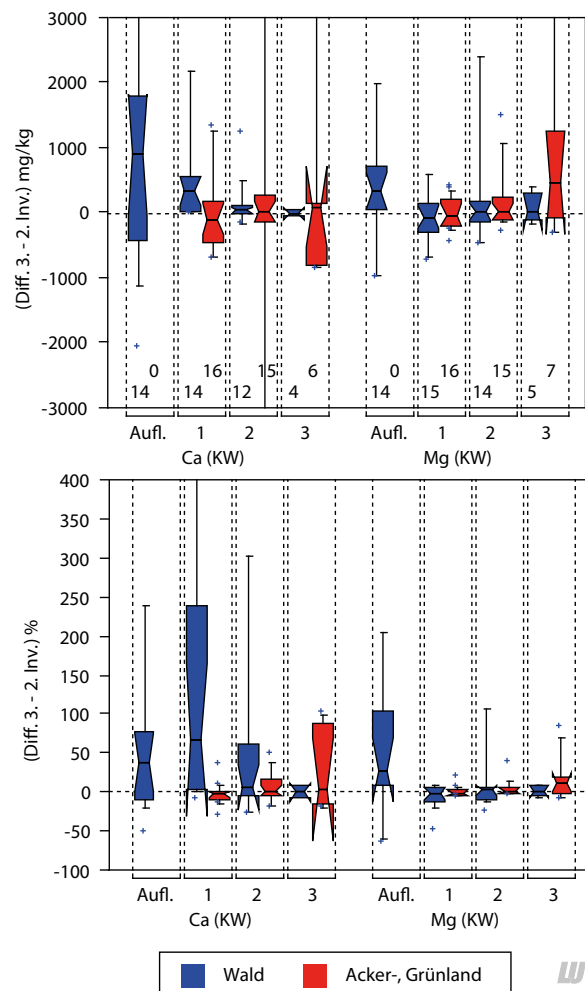 (Diff. 3. - 2. Inv.) mg/kg
3000
2000
1000
0
-1000
-2000
-3000
0 16 15 6 0 16 15 7
14 14 12 4 14 15 14 5
Aufl. 1 2 3 Aufl. 1 2 3
Ca (KW) Mg (KW)
(Diff. 3. - 2. Inv.) %
400
350
300
250
200
150
100
50
0
-50
-100
Aufl. 1 2 3 Aufl. 1 2 3
Ca (KW) Mg (KW)
Wald Acker-, Grünland